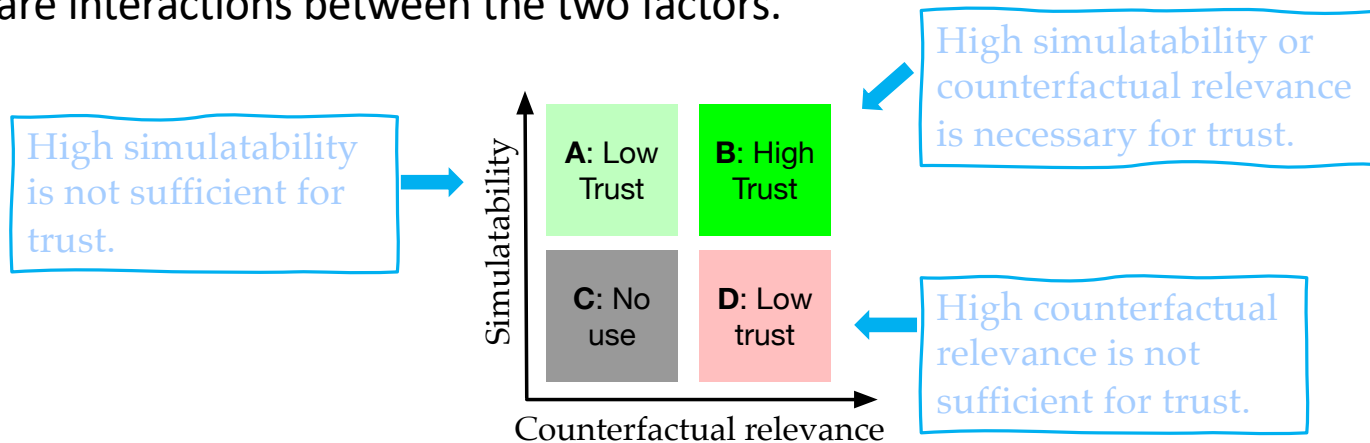 are interactions between the two factors.
High simulatability or
counterfactual relevance
is necessary for trust.
High simulatability
is not sufficient for
trust.
Simulatability
A: Low
Trust
B: High
Trust
C: No
use
D: Low
trust
High counterfactual
relevance is not
sufficient for trust.
Counterfactual relevance